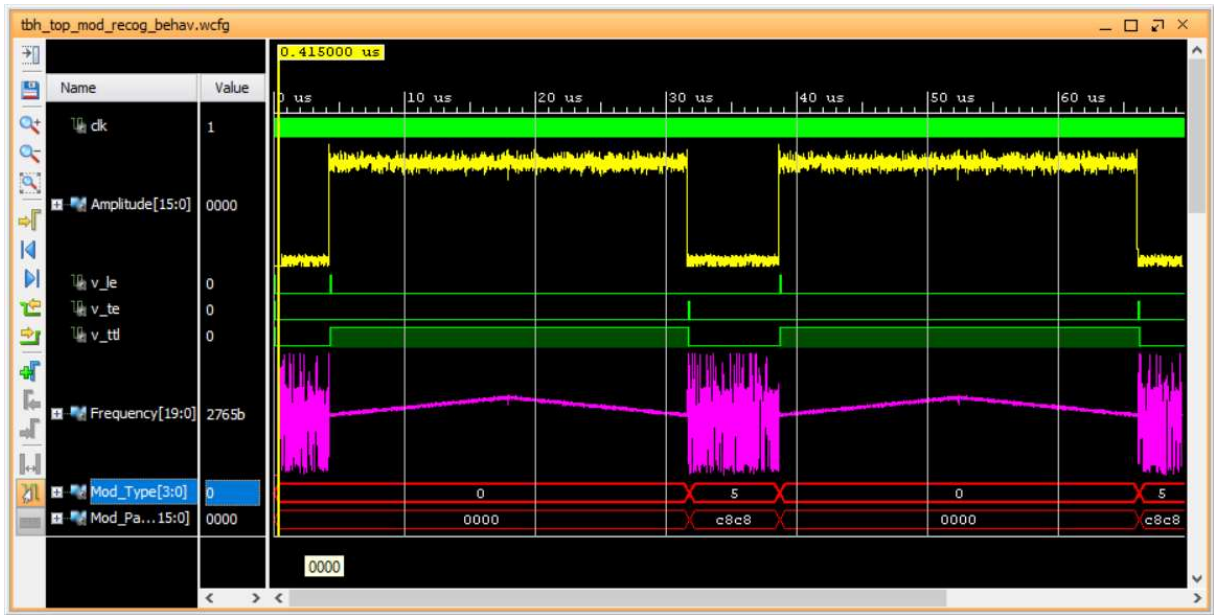 tbh_top_mod_recog_behav.wcfg
0.415000 us
Name Value
0 us 10 us 20 us 30 us 40 us 50 us 60 us
clk 1
Amplitude[15:0] 0000
v_le 0
v_te 0
v_ttl 0
Frequency[19:0] 2765b
Mod_Type[3:0] 0 0 5 0 5
Mod_Pa...15:0] 0000 0000 c8c8 0000 c8c8
0000